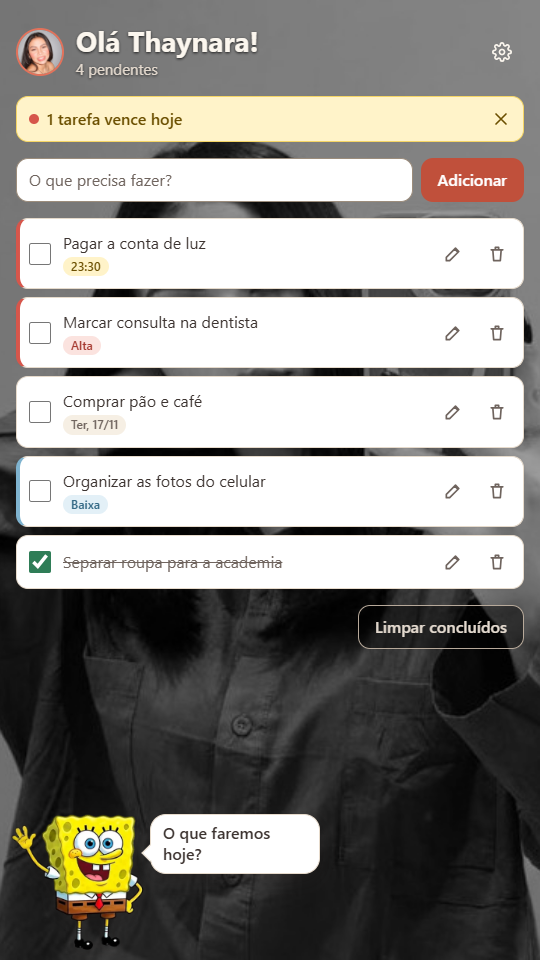 Olá Thaynara!
4 pendentes
1 tarefa vence hoje
O que precisa fazer?
Adicionar
Pagar a conta de luz
23:30
Marcar consulta na dentista
Alta
Comprar pão e café
Ter, 17/11
Organizar as fotos do celular
Baixa
Separar roupa para a academia
Limpar concluídos
O que faremos
hoje?